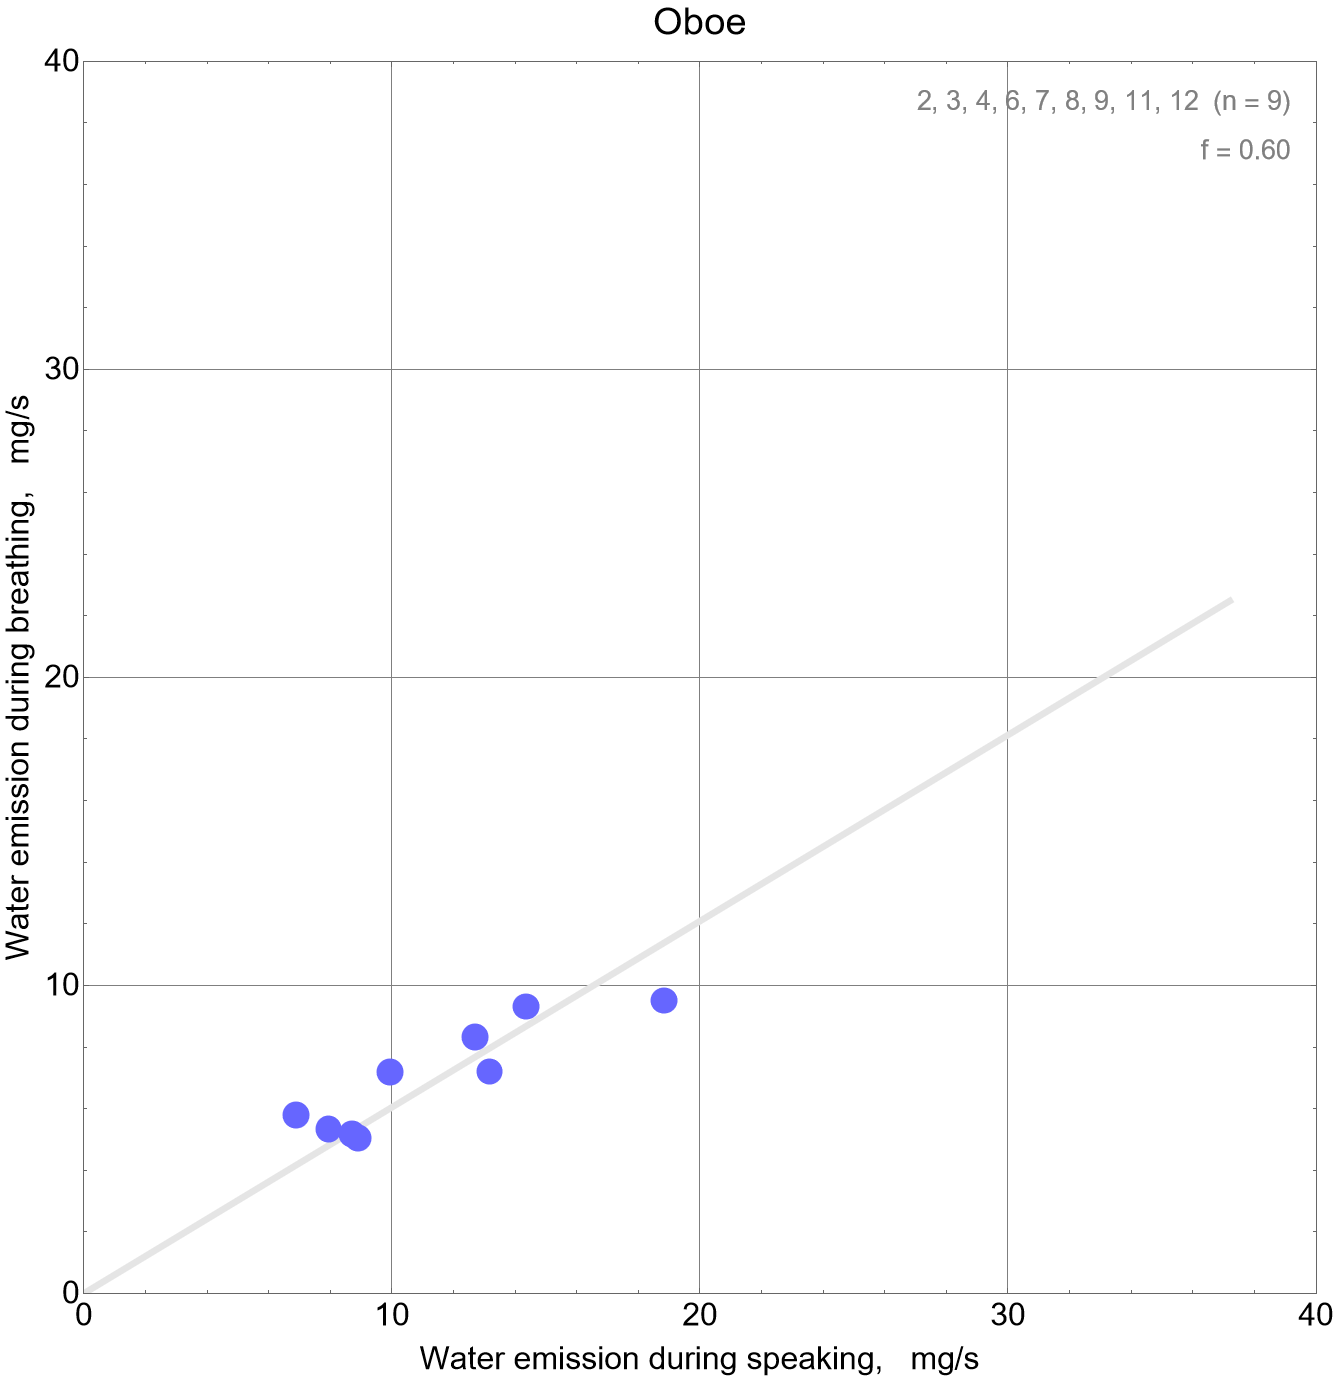 Oboe
2, 3, 4, 6, 7, 8, 9, 11, 12 (n = 9)
f = 0.60
40
30
20
10
0
Water emission during breathing, mg/s
0 10 20 30 40
Water emission during speaking, mg/s